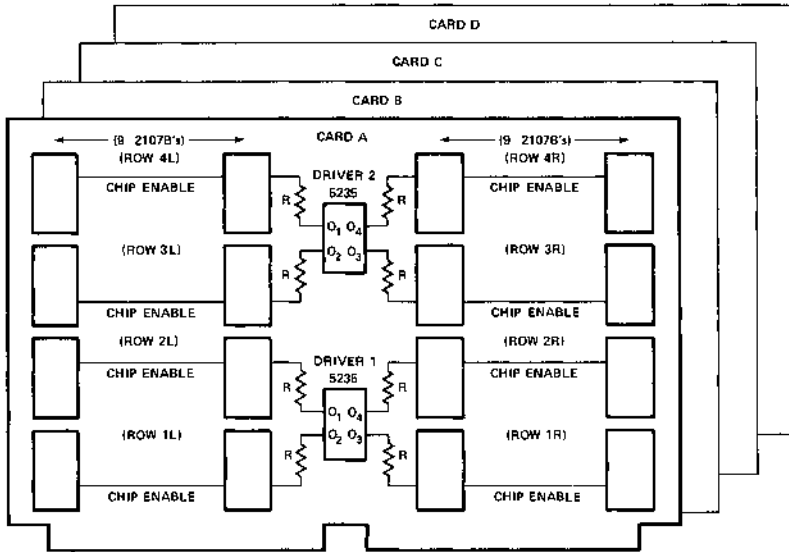 CARD D
CARD C
CARD B
CARD A
(9 2107B's)
(9 2107B's)
(ROW 4L)
(ROW 4R)
DRIVER 2
5235
CHIP ENABLE
R
R
CHIP ENABLE
O1 O4
O2 O3
(ROW 3L)
(ROW 3R)
R
R
CHIP ENABLE
CHIP ENABLE
(ROW 2L)
(ROW 2R)
DRIVER 1
5235
CHIP ENABLE
R
R
CHIP ENABLE
O1 O4
O2 O3
(ROW 1L)
(ROW 1R)
R
R
CHIP ENABLE
CHIP ENABLE